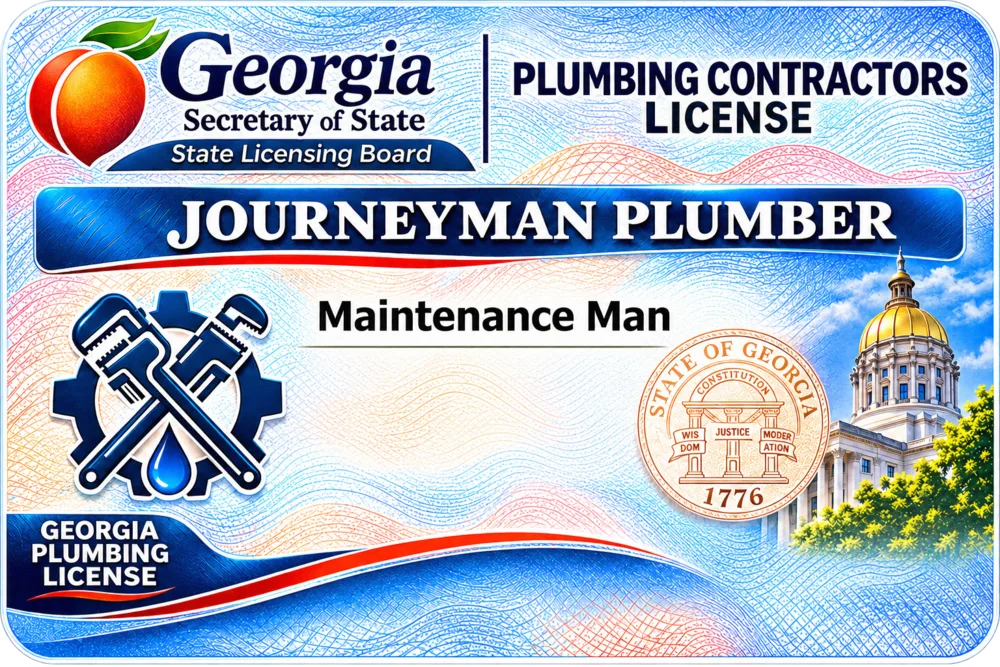 Georgia
Secretary of State
State Licensing Board
PLUMBING CONTRACTORS
LICENSE
JOURNEYMAN PLUMBER
Maintenance Man
STATE OF GEORGIA
CONSTITUTION
WIS
DOM
JUSTICE
MODER
ATION
1776
GEORGIA
PLUMBING
LICENSE